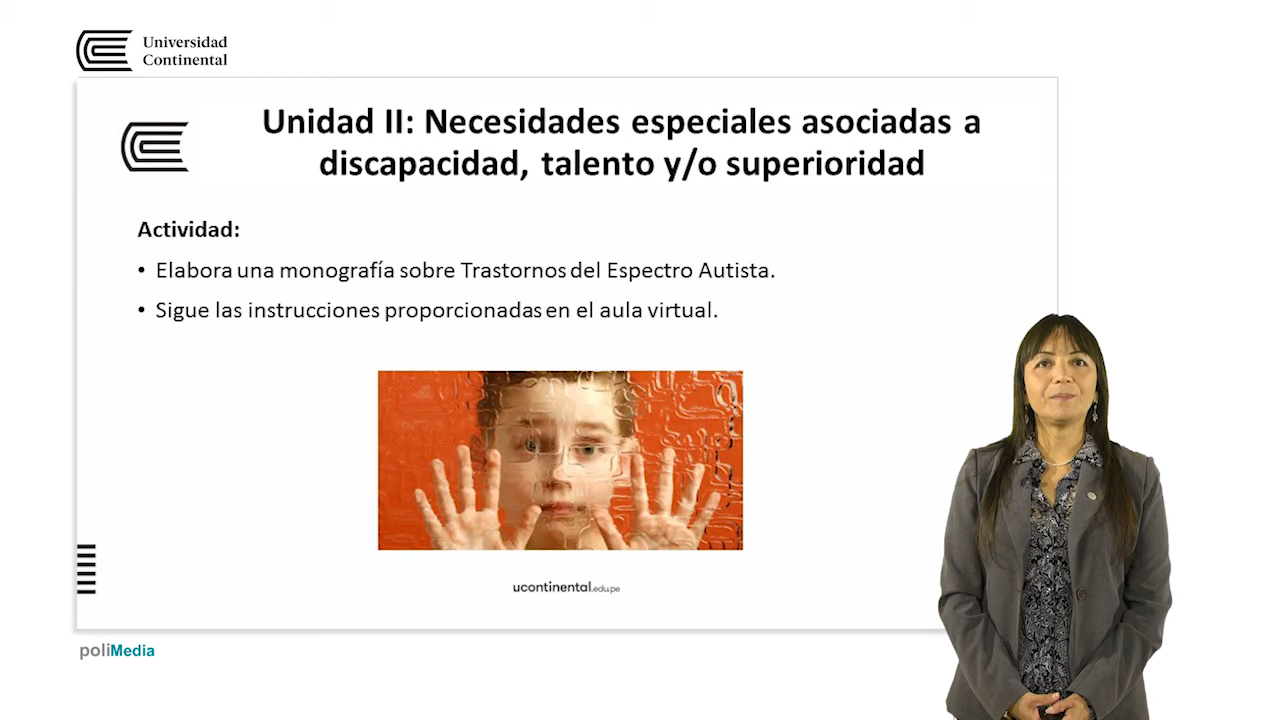 Universidad
Continental
Unidad II: Necesidades especiales asociadas a
discapacidad, talento y/o superioridad
Actividad:
• Elabora una monografía sobre Trastornos del Espectro Autista.
• Sigue las instrucciones proporcionadas en el aula virtual.
ucontinental.edu.pe
poliMedia